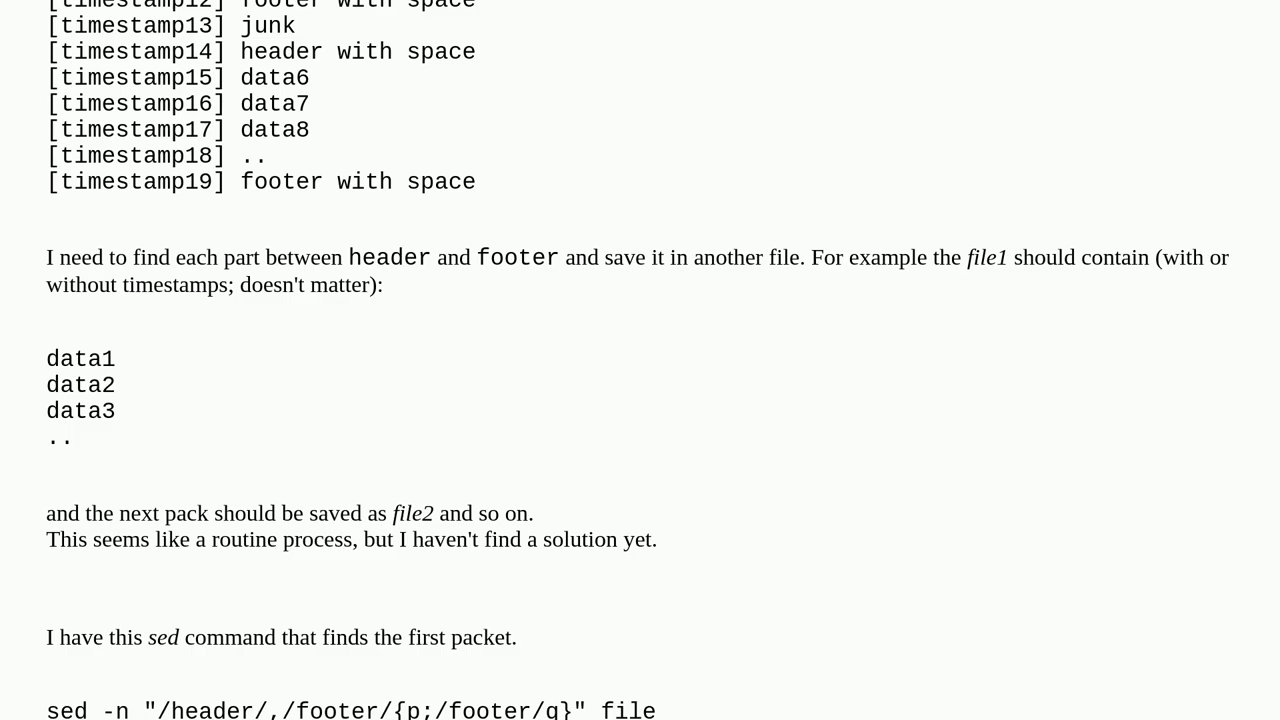 [timestamp12] footer with space
[timestamp13] junk
[timestamp14] header with space
[timestamp15] data6
[timestamp16] data7
[timestamp17] data8
[timestamp18] ..
[timestamp19] footer with space
I need to find each part between header and footer and save it in another file. For example the file1 should contain (with or
without timestamps; doesn't matter):
data1
data2
data3
..
and the next pack should be saved as file2 and so on.
This seems like a routine process, but I haven't find a solution yet.
I have this sed command that finds the first packet.
sed -n "/header/,/footer/{p;/footer/q}" file